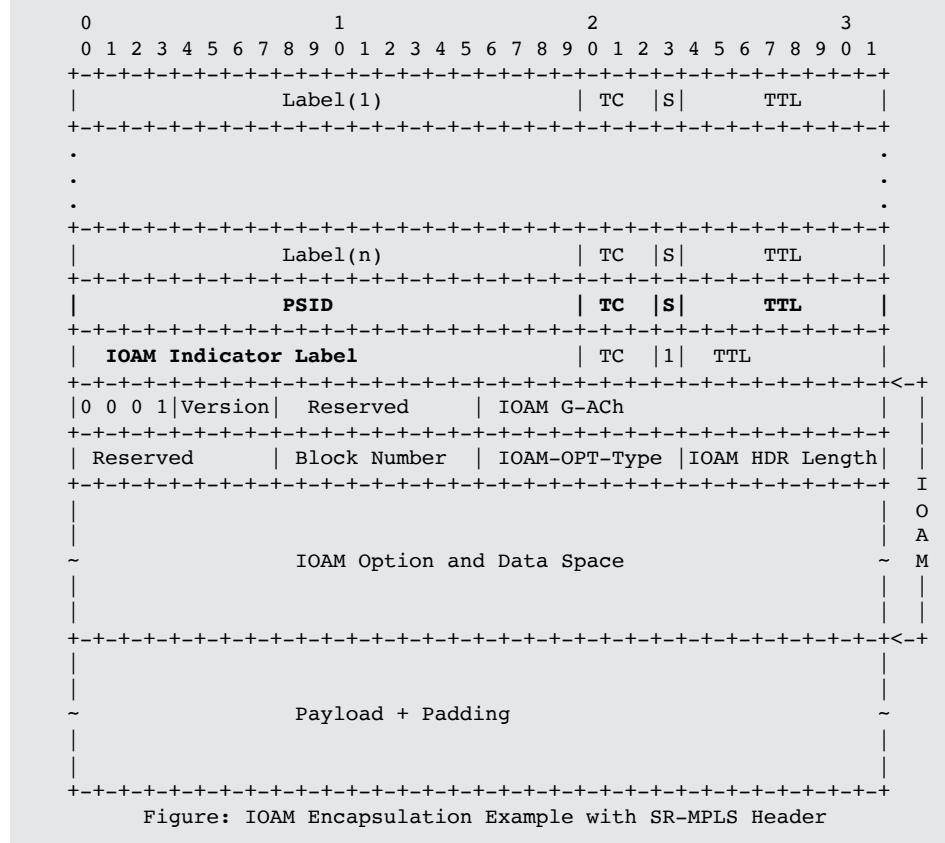 0                   1                   2                   3
0 1 2 3 4 5 6 7 8 9 0 1 2 3 4 5 6 7 8 9 0 1 2 3 4 5 6 7 8 9 0 1
+-+-+-+-+-+-+-+-+-+-+-+-+-+-+-+-+-+-+-+-+-+-+-+-+-+-+-+-+-+-+-+-+
|                Label(1)               | TC  |S|      TTL      |
+-+-+-+-+-+-+-+-+-+-+-+-+-+-+-+-+-+-+-+-+-+-+-+-+-+-+-+-+-+-+-+-+
.                                                               .
.                                                               .
.                                                               .
+-+-+-+-+-+-+-+-+-+-+-+-+-+-+-+-+-+-+-+-+-+-+-+-+-+-+-+-+-+-+-+-+
|                Label(n)               | TC  |S|      TTL      |
+-+-+-+-+-+-+-+-+-+-+-+-+-+-+-+-+-+-+-+-+-+-+-+-+-+-+-+-+-+-+-+-+
|                PSID                   | TC  |S|      TTL      |
+-+-+-+-+-+-+-+-+-+-+-+-+-+-+-+-+-+-+-+-+-+-+-+-+-+-+-+-+-+-+-+-+
|  IOAM Indicator Label                 | TC  |1|  TTL          |
+-+-+-+-+-+-+-+-+-+-+-+-+-+-+-+-+-+-+-+-+-+-+-+-+-+-+-+-+-+-+-+-+<-+
|0 0 0 1|Version|  Reserved     | IOAM G-ACh                    |  |
+-+-+-+-+-+-+-+-+-+-+-+-+-+-+-+-+-+-+-+-+-+-+-+-+-+-+-+-+-+-+-+-+  |
| Reserved      | Block Number  | IOAM-OPT-Type |IOAM HDR Length|  |
+-+-+-+-+-+-+-+-+-+-+-+-+-+-+-+-+-+-+-+-+-+-+-+-+-+-+-+-+-+-+-+-+  I
|                                                               |  O
|                                                               |  A
~                 IOAM Option and Data Space                    ~  M
|                                                               |  |
|                                                               |  |
+-+-+-+-+-+-+-+-+-+-+-+-+-+-+-+-+-+-+-+-+-+-+-+-+-+-+-+-+-+-+-+-+<-+
|                                                               |
|                                                               |
~                 Payload + Padding                             ~
|                                                               |
|                                                               |
+-+-+-+-+-+-+-+-+-+-+-+-+-+-+-+-+-+-+-+-+-+-+-+-+-+-+-+-+-+-+-+-+
Figure: IOAM Encapsulation Example with SR-MPLS Header